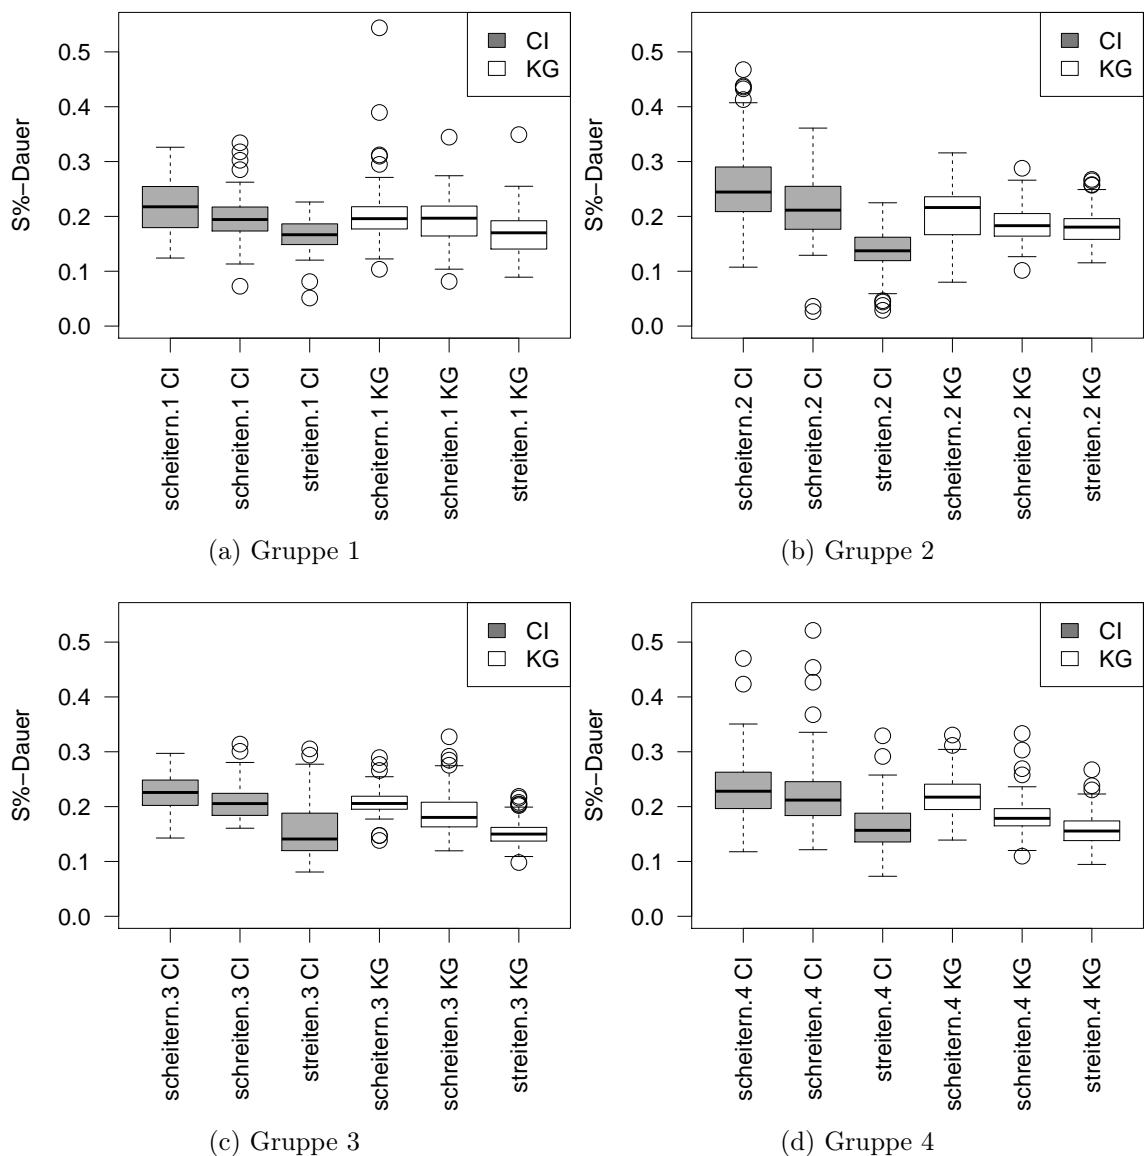 S%−Dauer
0.5
0.4
0.3
0.2
0.1
0.0
CI
KG
scheitern.1 CI
schreiten.1 CI
streiten.1 CI
scheitern.1 KG
schreiten.1 KG
streiten.1 KG
(a) Gruppe 1
S%−Dauer
0.5
0.4
0.3
0.2
0.1
0.0
CI
KG
scheitern.2 CI
schreiten.2 CI
streiten.2 CI
scheitern.2 KG
schreiten.2 KG
streiten.2 KG
(b) Gruppe 2
S%−Dauer
0.5
0.4
0.3
0.2
0.1
0.0
CI
KG
scheitern.3 CI
schreiten.3 CI
streiten.3 CI
scheitern.3 KG
schreiten.3 KG
streiten.3 KG
(c) Gruppe 3
S%−Dauer
0.5
0.4
0.3
0.2
0.1
0.0
CI
KG
scheitern.4 CI
schreiten.4 CI
streiten.4 CI
scheitern.4 KG
schreiten.4 KG
streiten.4 KG
(d) Gruppe 4